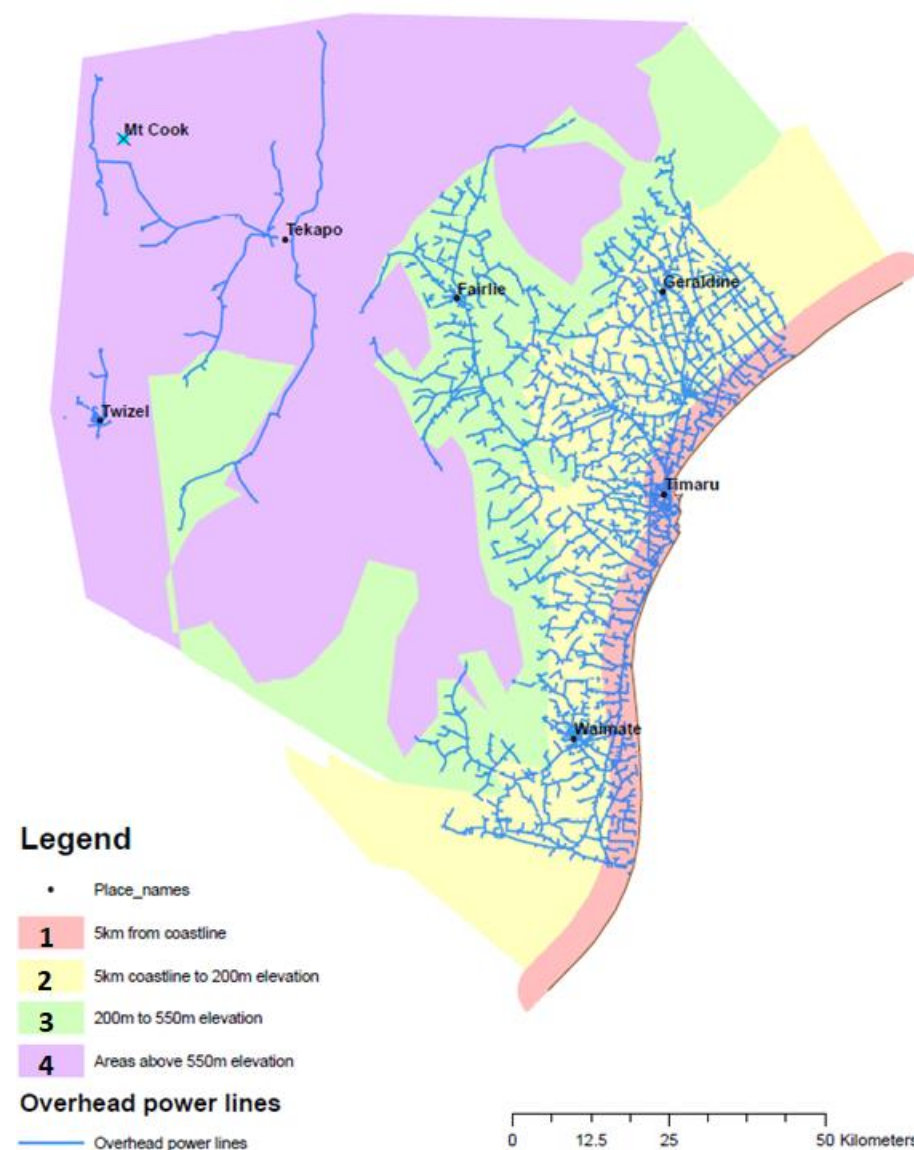 Mt Cook
Tekapo
Fairlie
Geraldine
Twizel
Timaru
Waimate
Legend
Place_names
1 5km from coastline
2 5km coastline to 200m elevation
3 200m to 550m elevation
4 Areas above 550m elevation
Overhead power lines
Overhead power lines
0 12.5 25 50 Kilometers